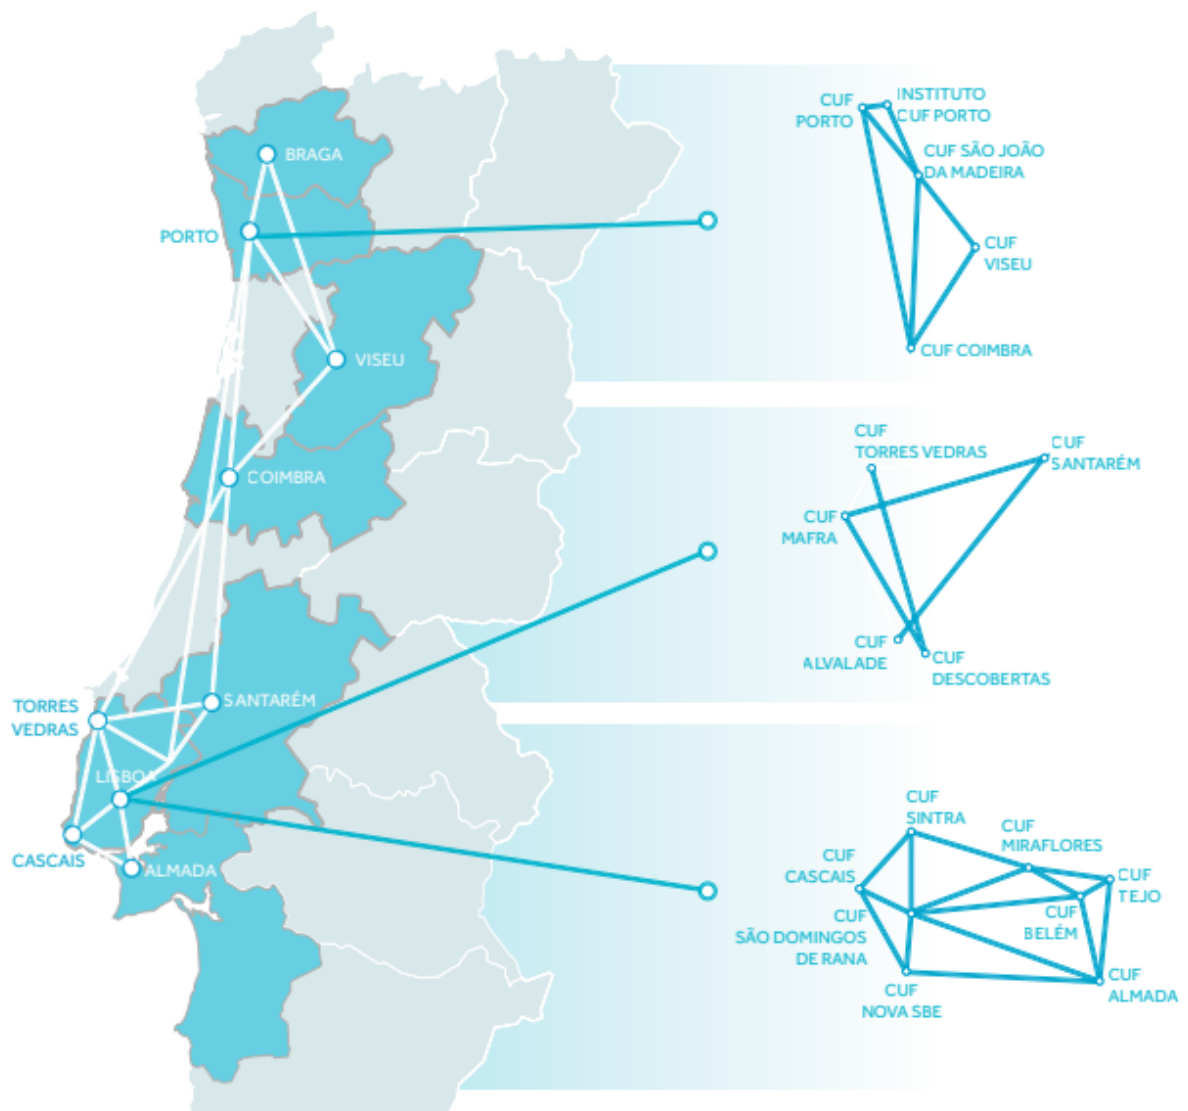 BRAGA
PORTO
VISEU
COIMBRA
SANTARÉM
TORRES
VEDRAS
LISBOA
CASCAIS
ALMADA
CUF
PORTO
INSTITUTO
CUF PORTO
CUF SÃO JOÃO
DA MADEIRA
CUF
VISEU
CUF COIMBRA
CUF
TORRES VEDRAS
CUF
SANTARÉM
CUF
MAFRA
CUF
ALVALADE
CUF
DESCOBERTAS
CUF
SINTRA
CUF
MIRAFLORES
CUF
CASCAIS
CUF
TEJO
CUF
BELÉM
CUF
SÃO DOMINGOS
DE RANA
CUF
NOVA SBE
CUF
ALMADA